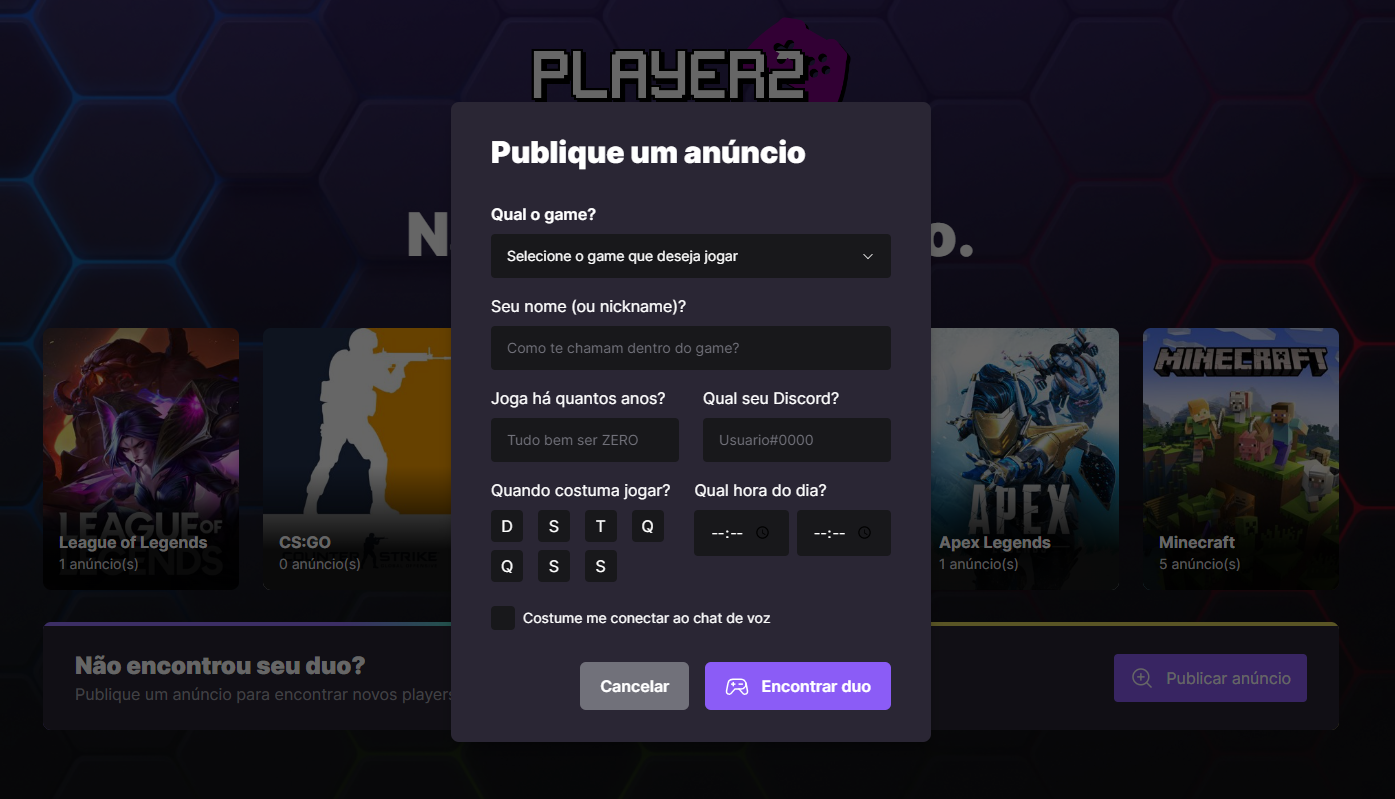 PLAYER2
Publique um anúncio
Qual o game?
N
o.
Selecione o game que deseja jogar
Seu nome (ou nickname)?
Como te chamam dentro do game?
Joga há quantos anos?
Qual seu Discord?
Tudo bem ser ZERO
Usuario#0000
Quando costuma jogar?
Qual hora do dia?
D S T Q
--:-- --:--
Q S S
Costume me conectar ao chat de voz
Cancelar
Encontrar duo
LEAGUE OF
LEGENDS
League of Legends
1 anúncio(s)
COUNTER STRIKE
CS:GO
0 anúncio(s)
APEX
Apex Legends
1 anúncio(s)
MINECRAFT
Minecraft
5 anúncio(s)
Não encontrou seu duo?
Publique um anúncio para encontrar novos players
Publicar anúncio